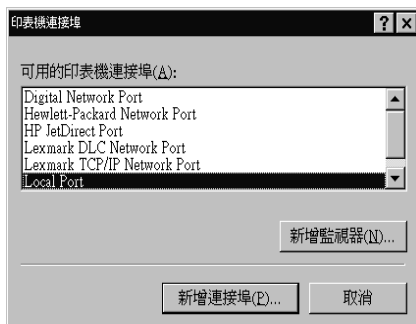 印表機連接埠
可用的印表機連接埠(A):
Digital Network Port
Hewlett-Packard Network Port
HP JetDirect Port
Lexmark DLC Network Port
Lexmark TCP/IP Network Port
Local Port
新增監視器(N)...
新增連接埠(P)...
取消